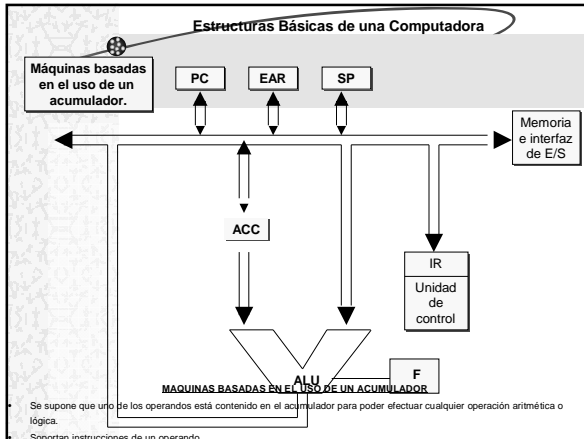 Estructuras Básicas de una Computadora
Máquinas basadas
en el uso de un
acumulador.
PC
EAR
SP
Memoria
e interfaz
de E/S
ACC
IR
Unidad
de
control
ALU
F
MAQUINAS BASADAS EN EL USO DE UN ACUMULADOR
• Se supone que uno de los operandos está contenido en el acumulador para poder efectuar cualquier operación aritmética o
lógica.
• Soportan instrucciones de un operando